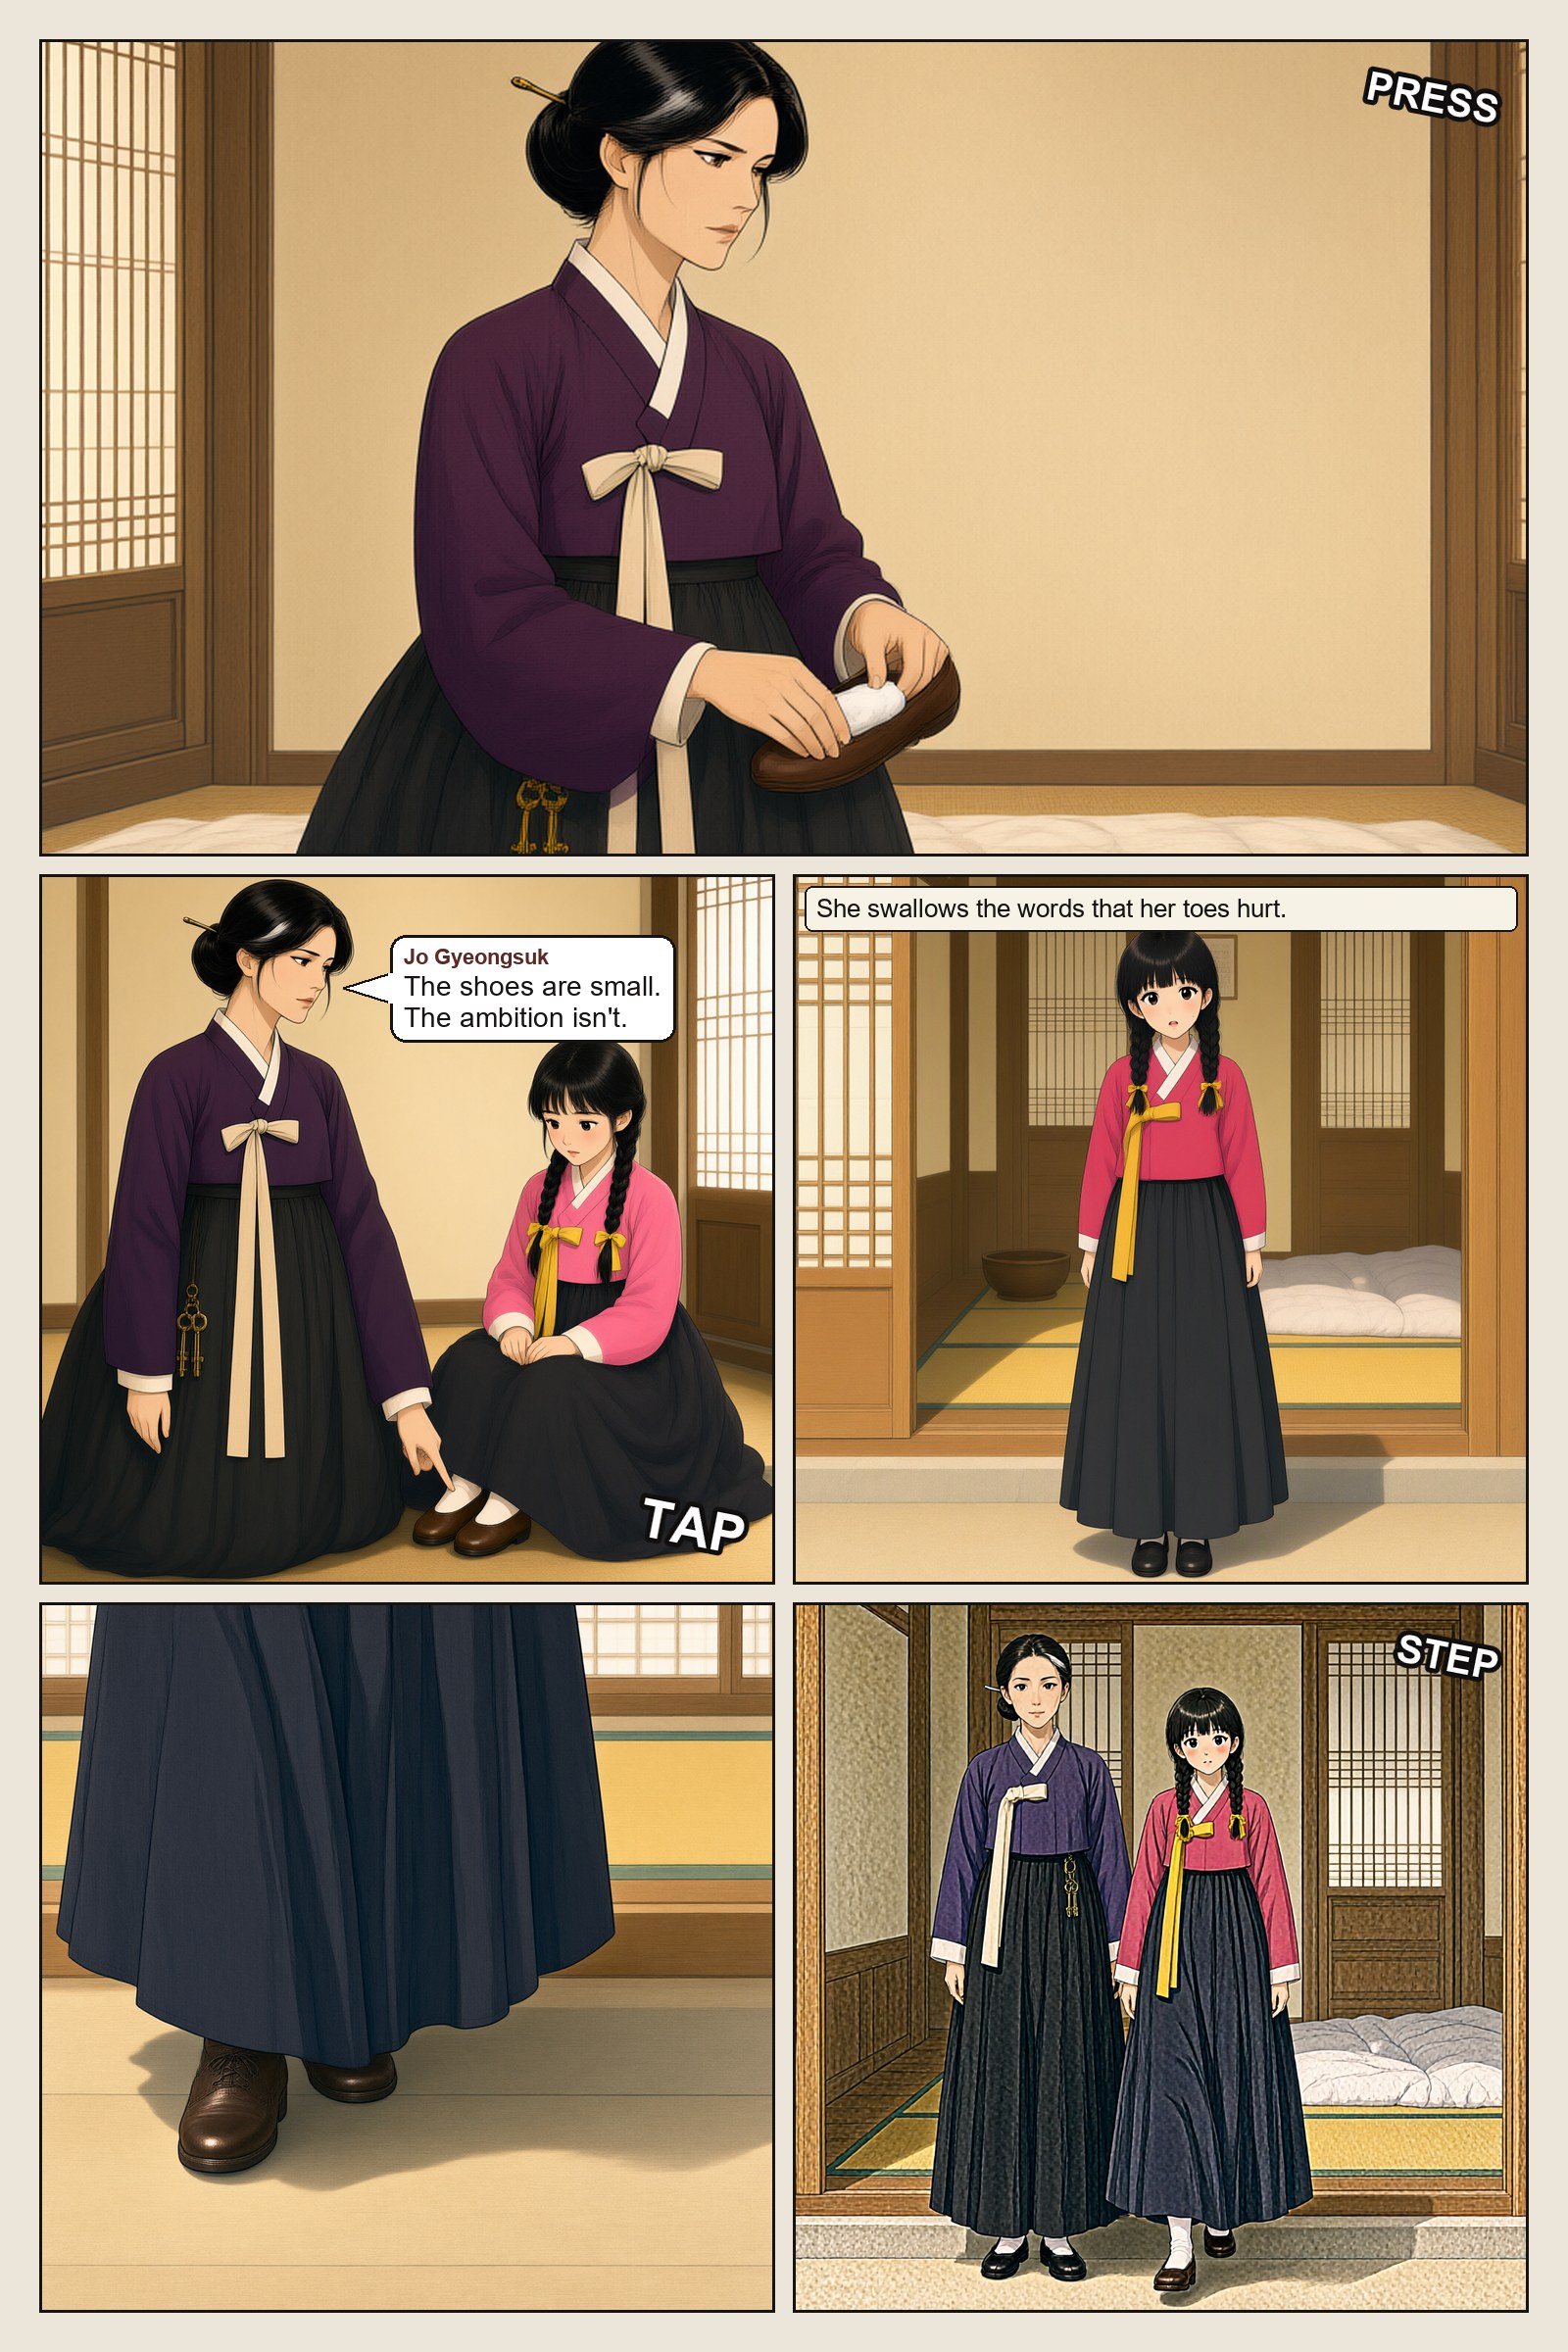 PRESS
Jo Gyeongsuk
The shoes are small.
The ambition isn't.
TAP
She swallows the words that her toes hurt.
STEP